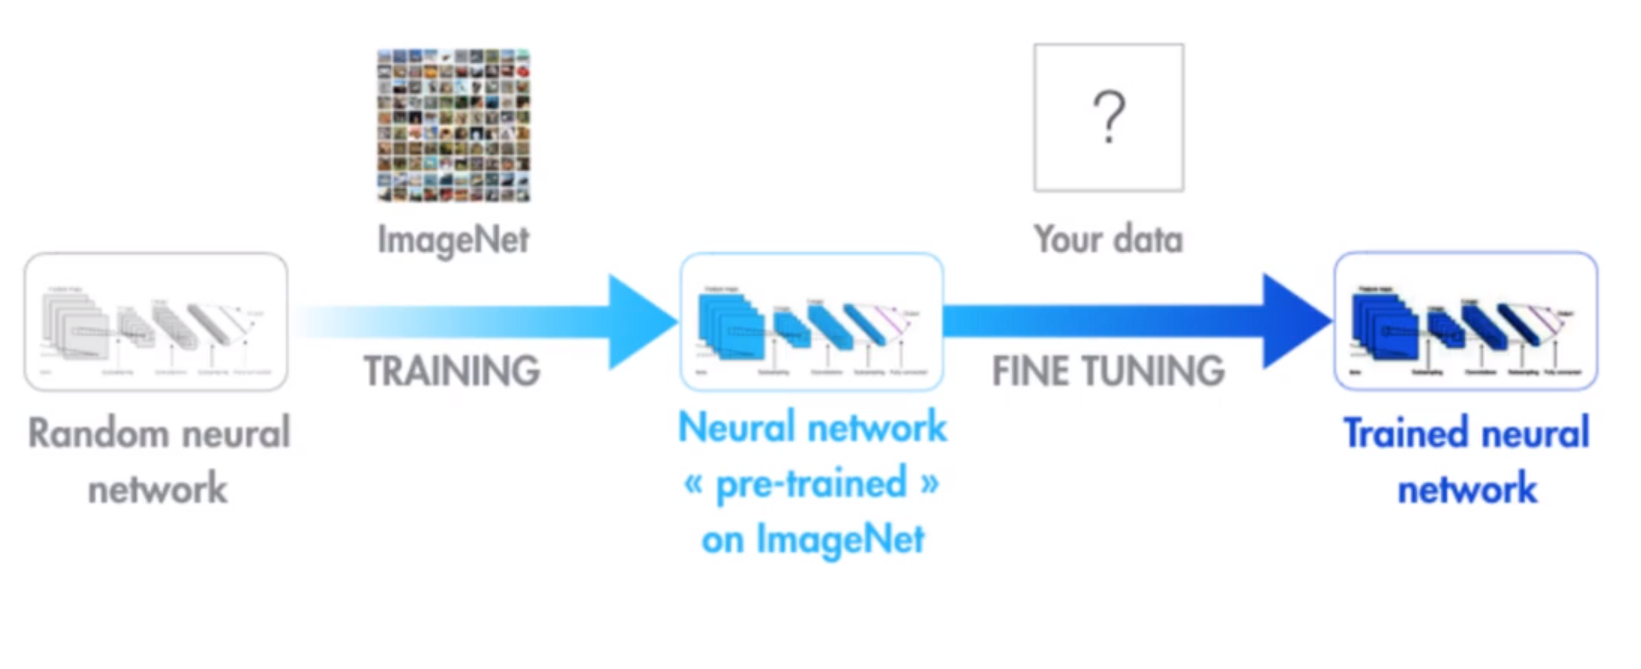 ?
ImageNet
Your data
TRAINING
FINE TUNING
Random neural
network
Neural network
« pre-trained »
on ImageNet
Trained neural
network